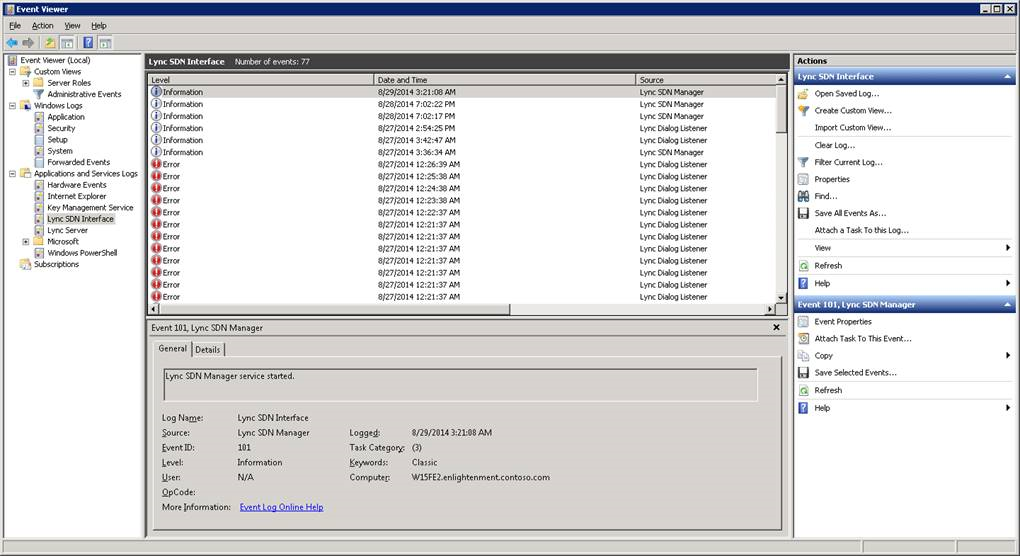 Event Viewer
File Action View Help
Event Viewer (Local)
Custom Views
Server Roles
Administrative Events
Windows Logs
Application
Security
Setup
System
Forwarded Events
Applications and Services Logs
Hardware Events
Internet Explorer
Key Management Service
Lync SDN Interface
Lync Server
Microsoft
Windows PowerShell
Subscriptions
Lync SDN Interface Number of events: 77
Level Date and Time Source
Information 8/29/2014 3:21:08 AM Lync SDN Manager
Information 8/28/2014 7:02:22 PM Lync SDN Manager
Information 8/28/2014 7:02:17 PM Lync SDN Manager
Information 8/27/2014 2:54:25 PM Lync Dialog Listener
Information 8/27/2014 3:42:47 AM Lync Dialog Listener
Information 8/27/2014 3:36:34 AM Lync SDN Manager
Error 8/27/2014 12:26:39 AM Lync Dialog Listener
Error 8/27/2014 12:25:38 AM Lync Dialog Listener
Error 8/27/2014 12:24:38 AM Lync Dialog Listener
Error 8/27/2014 12:23:38 AM Lync Dialog Listener
Error 8/27/2014 12:22:37 AM Lync Dialog Listener
Error 8/27/2014 12:21:37 AM Lync Dialog Listener
Error 8/27/2014 12:21:37 AM Lync Dialog Listener
Error 8/27/2014 12:21:37 AM Lync Dialog Listener
Error 8/27/2014 12:21:37 AM Lync Dialog Listener
Error 8/27/2014 12:21:37 AM Lync Dialog Listener
Error 8/27/2014 12:21:37 AM Lync Dialog Listener
Error 8/27/2014 12:21:37 AM Lync Dialog Listener
Event 101, Lync SDN Manager
General Details
Lync SDN Manager service started.
Log Name: Lync SDN Interface
Source: Lync SDN Manager Logged: 8/29/2014 3:21:08 AM
Event ID: 101 Task Category: (3)
Level: Information Keywords: Classic
User: N/A Computer: W15FE2.enlightenment.contoso.com
OpCode:
More Information: Event Log Online Help
Actions
Lync SDN Interface
Open Saved Log...
Create Custom View...
Import Custom View...
Clear Log...
Filter Current Log...
Properties
Find...
Save All Events As...
Attach a Task To this Log...
View
Refresh
Help
Event 101, Lync SDN Manager
Event Properties
Attach Task To This Event...
Copy
Save Selected Events...
Refresh
Help